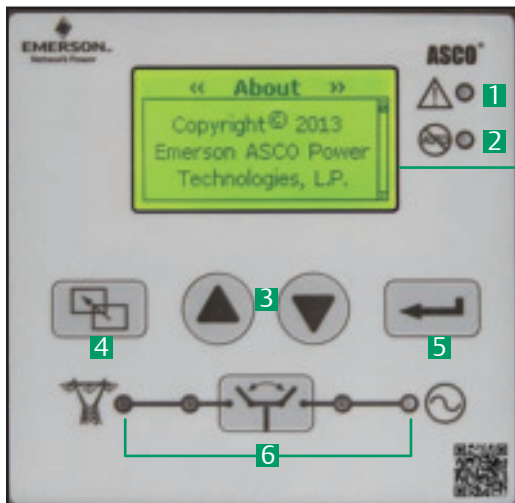 EMERSON.
Network Power
ASCO®
<< About >>
Copyright © 2013
Emerson ASCO Power
Technologies, L.P.
1
2
3
4
5
6